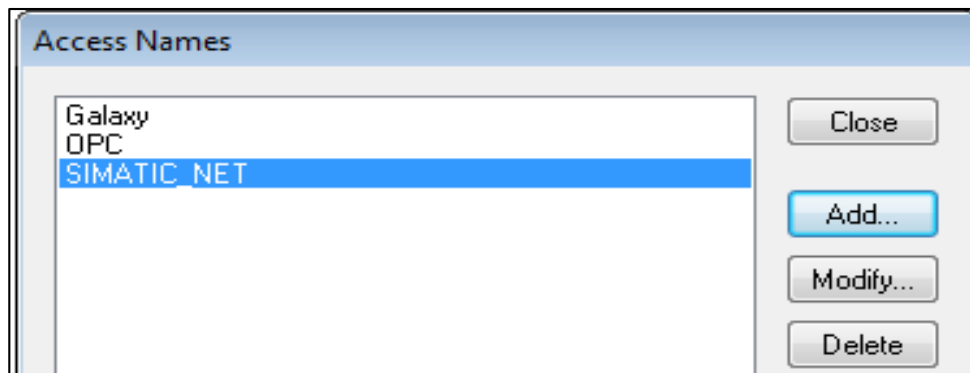 Access Names
Galaxy
OPC
SIMATIC_NET
Close
Add...
Modify...
Delete